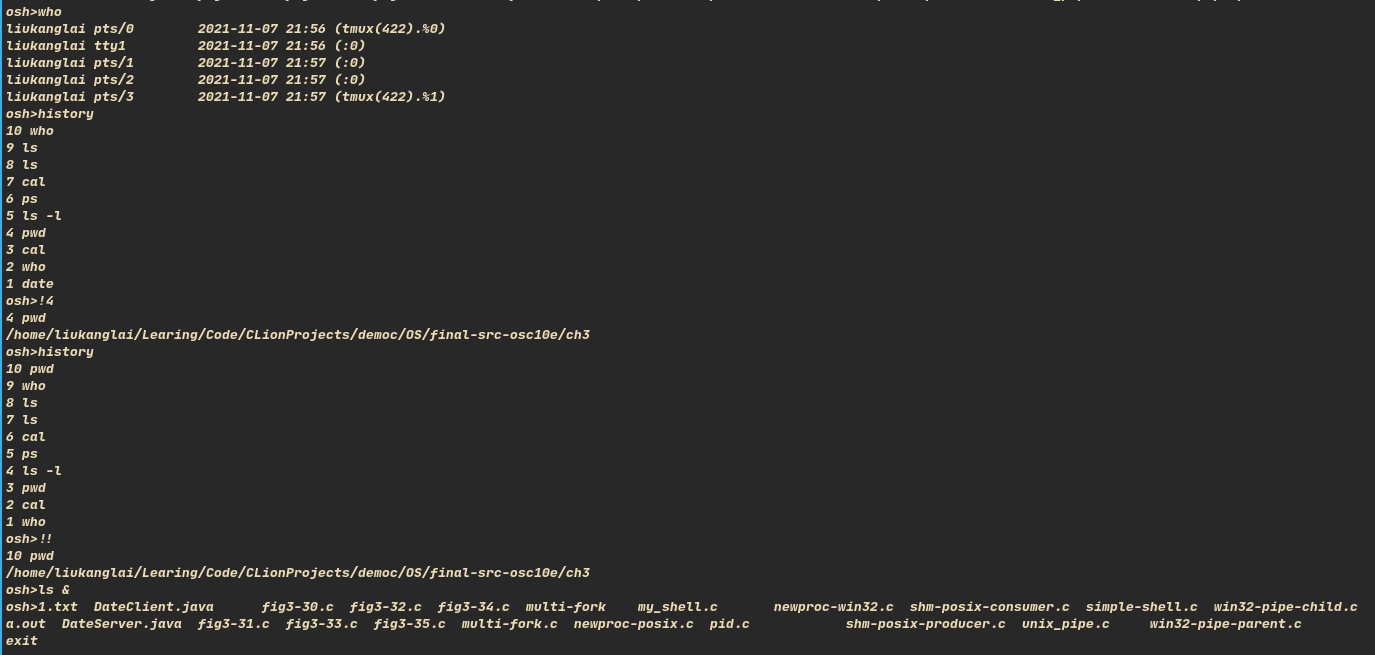 osh>who
liukanglai pts/0        2021-11-07 21:56 (tmux(422).%0)
liukanglai tty1         2021-11-07 21:56 (:0)
liukanglai pts/1        2021-11-07 21:57 (:0)
liukanglai pts/2        2021-11-07 21:57 (:0)
liukanglai pts/3        2021-11-07 21:57 (tmux(422).%1)
osh>history
10 who
9 ls
8 ls
7 cal
6 ps
5 ls -l
4 pwd
3 cal
2 who
1 date
osh>!4
4 pwd
/home/liukanglai/Learing/Code/CLionProjects/democ/OS/final-src-osc10e/ch3
osh>history
10 pwd
9 who
8 ls
7 ls
6 cal
5 ps
4 ls -l
3 pwd
2 cal
1 who
osh>!!
10 pwd
/home/liukanglai/Learing/Code/CLionProjects/democ/OS/final-src-osc10e/ch3
osh>ls &
osh>1.txt  DateClient.java      fig3-30.c  fig3-32.c  fig3-34.c  multi-fork    my_shell.c       newproc-win32.c  shm-posix-consumer.c  simple-shell.c  win32-pipe-child.c
a.out  DateServer.java  fig3-31.c  fig3-33.c  fig3-35.c  multi-fork.c  newproc-posix.c  pid.c            shm-posix-producer.c  unix_pipe.c     win32-pipe-parent.c
exit